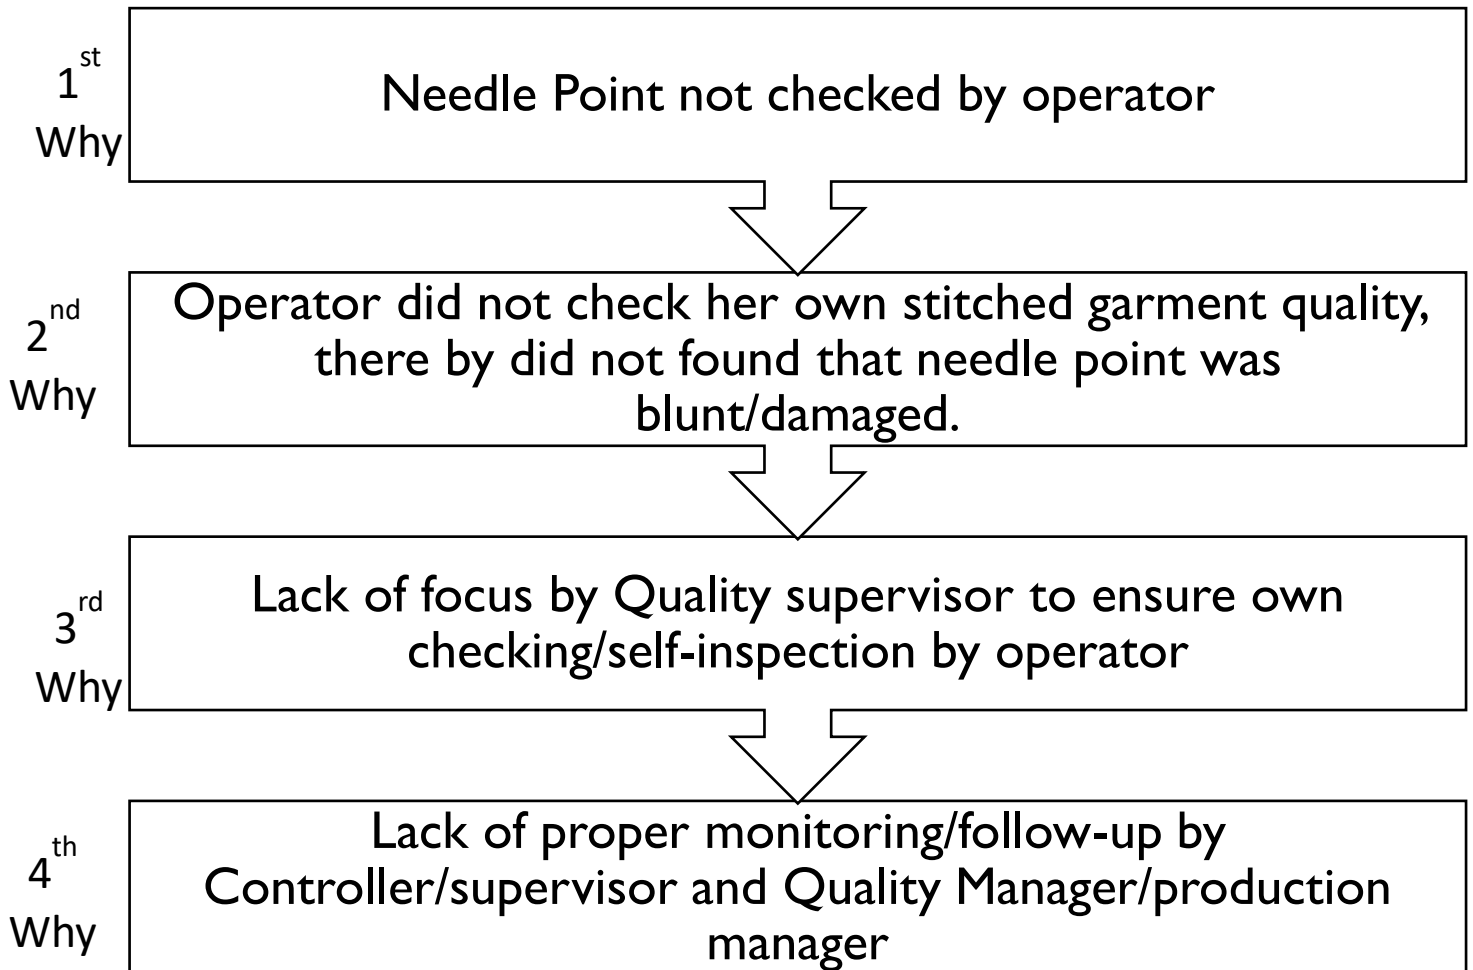 1st
Why
Needle Point not checked by operator
2nd
Why
Operator did not check her own stitched garment quality,
there by did not found that needle point was
blunt/damaged.
3rd
Why
Lack of focus by Quality supervisor to ensure own
checking/self-inspection by operator
4th
Why
Lack of proper monitoring/follow-up by
Controller/supervisor and Quality Manager/production
manager